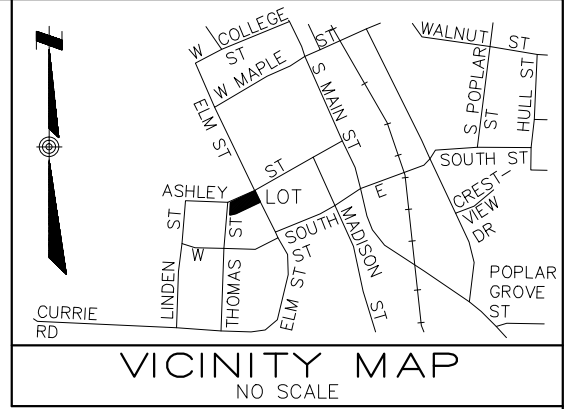 N
W COLLEGE
ST
W MAPLE
ST
ELM ST
S MAIN ST
WALNUT ST
S POPLAR
ST
HULL ST
SOUTH ST
CREST-
VIEW
DR
ST
ASHLEY
LOT
E
SOUTH
ST
MADISON
ST
ST
W
ST
LINDEN
THOMAS
ELM ST
POPLAR
GROVE
ST
CURRIE
RD
VICINITY MAP
NO SCALE